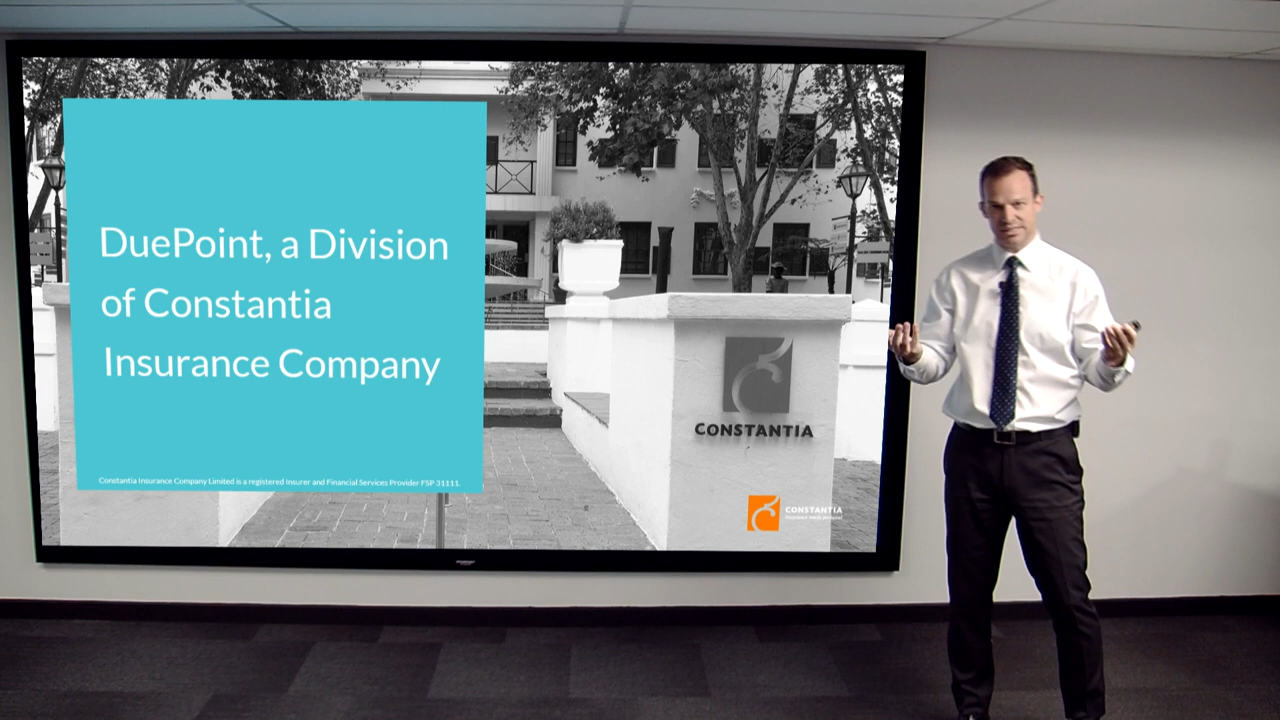 DuePoint, a Division
of Constantia
Insurance Company
Constantia Insurance Company Limited is a registered Insurer and Financial Services Provider FSP 31111.
CONSTANTIA
CONSTANTIA